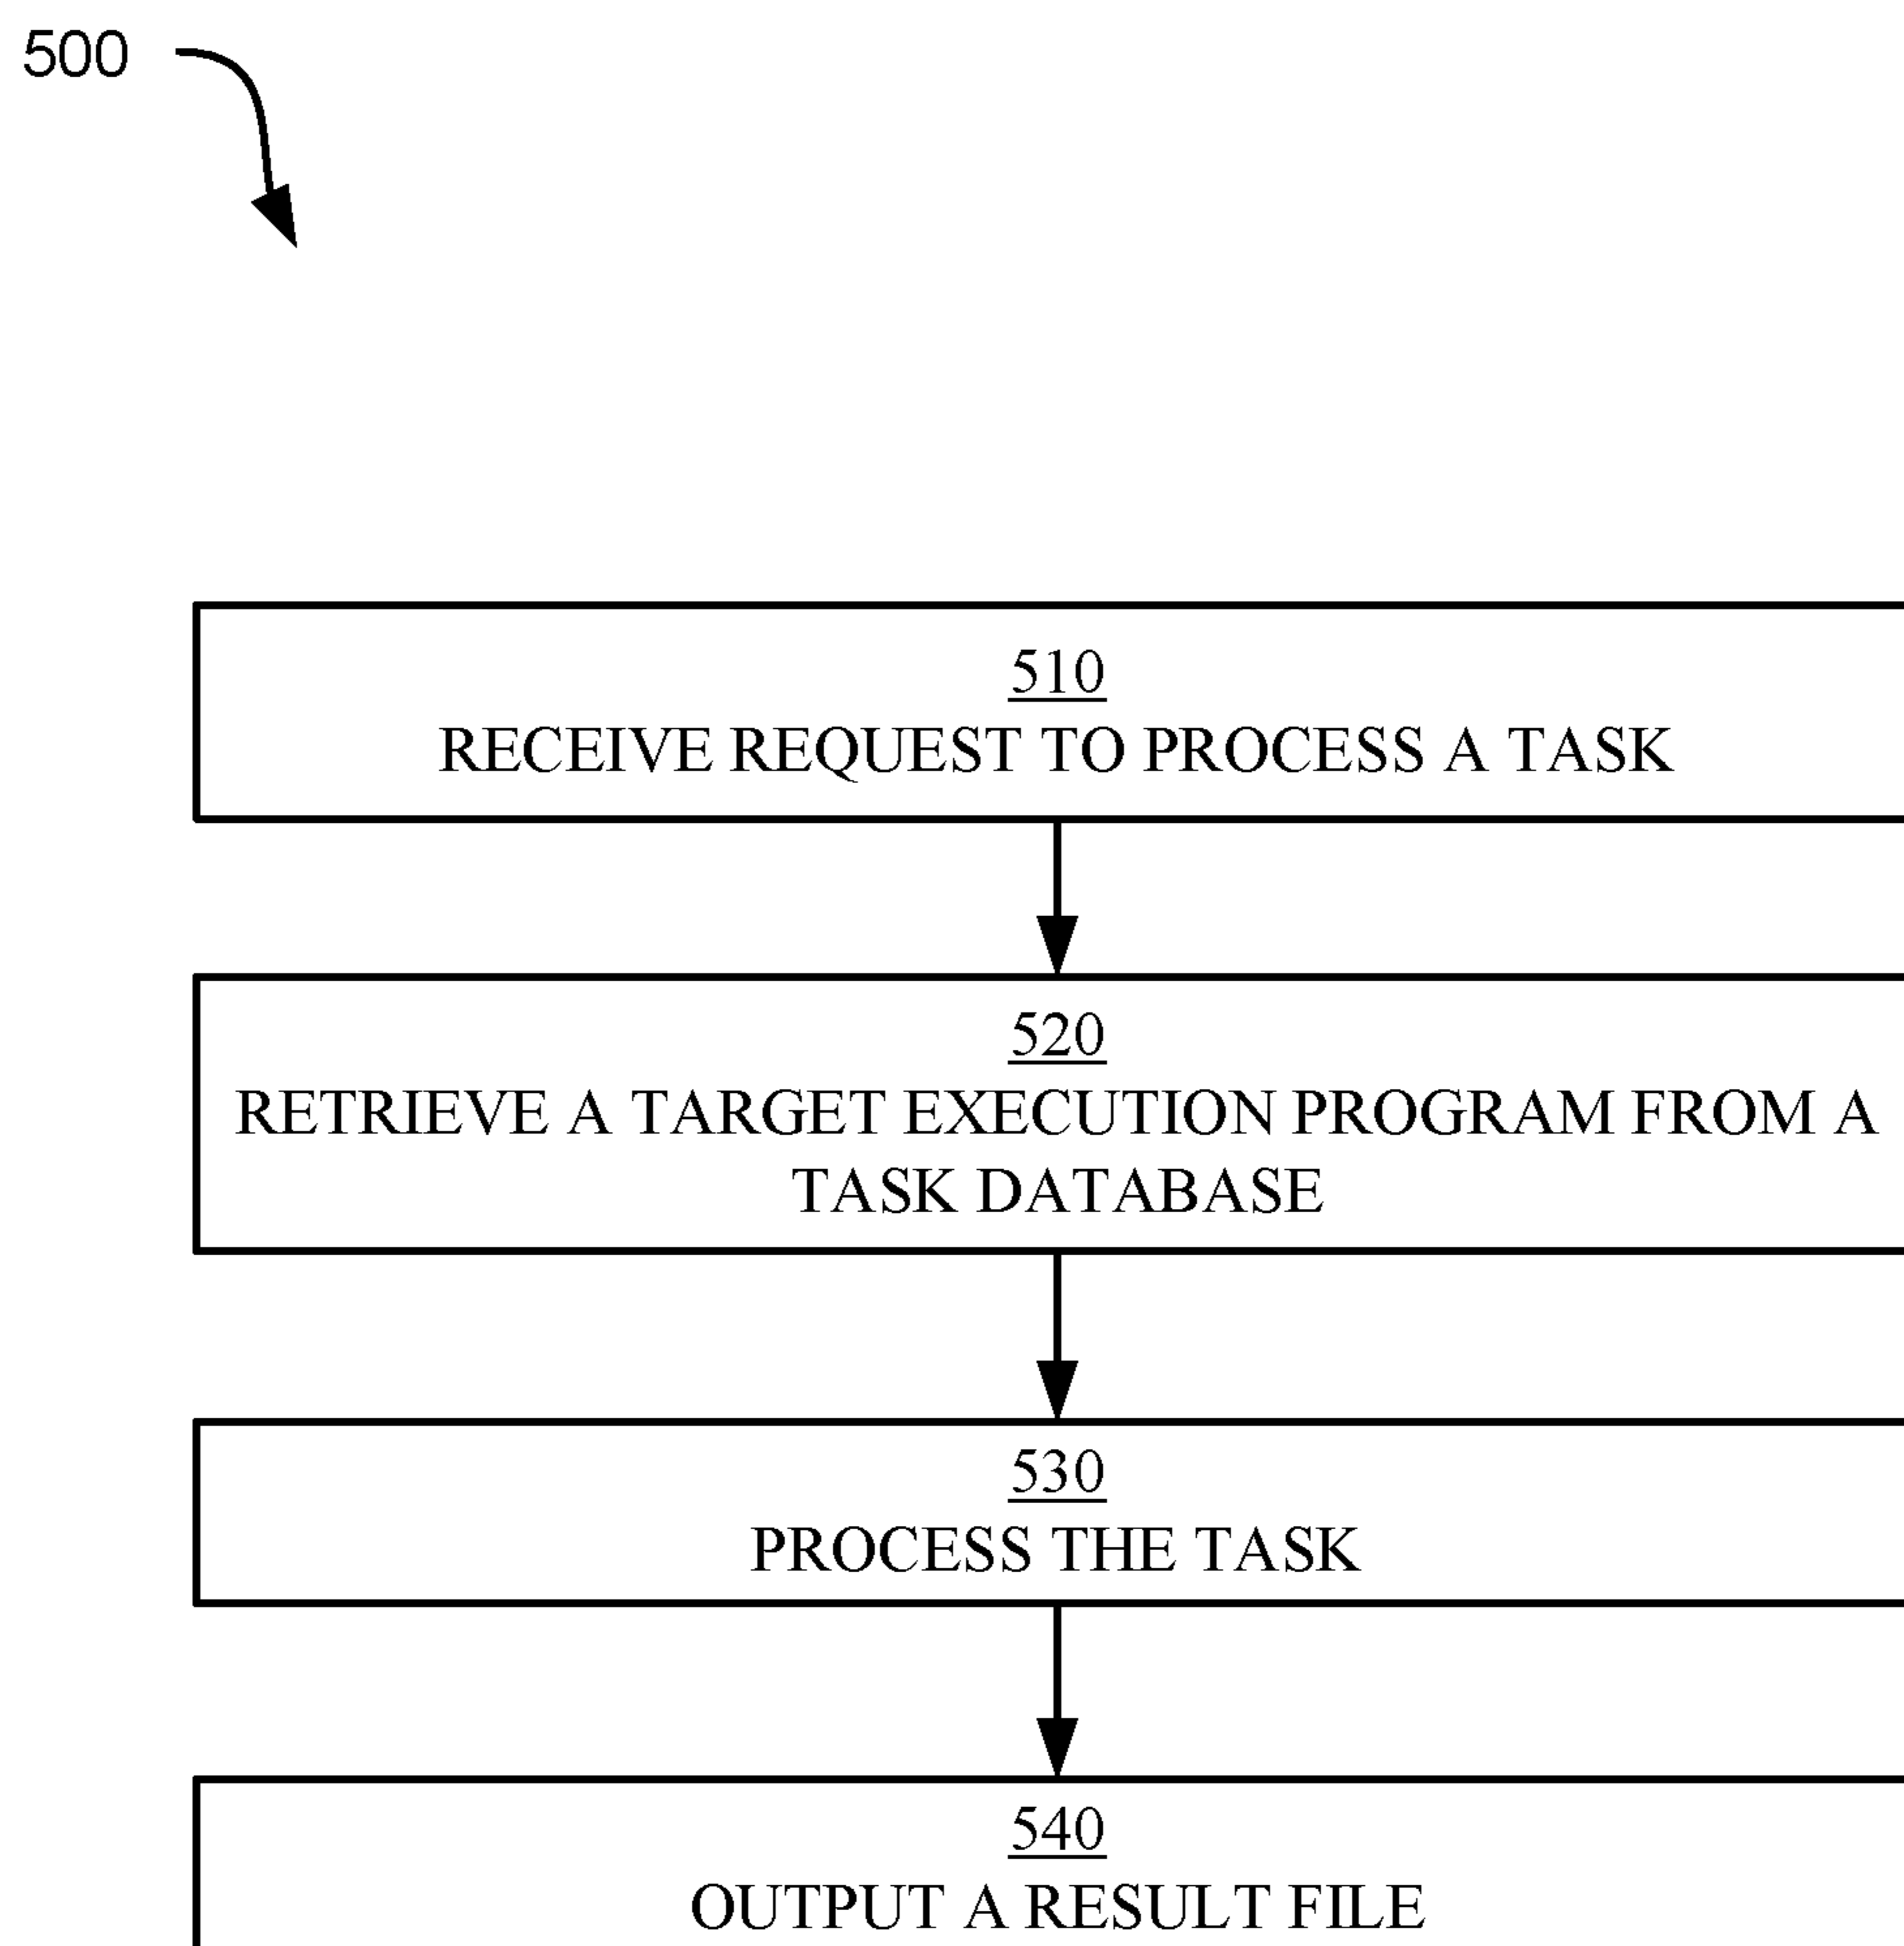 500
510
RECEIVE REQUEST TO PROCESS A TASK
520
RETRIEVE A TARGET EXECUTION PROGRAM FROM A
TASK DATABASE
530
PROCESS THE TASK
540
OUTPUT A RESULT FILE